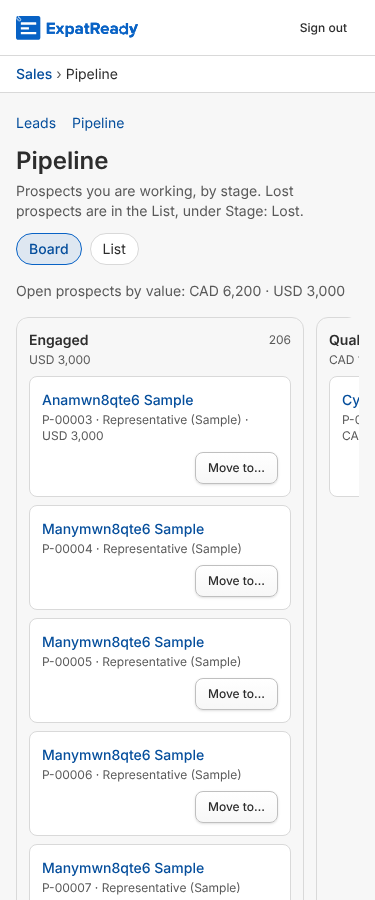 ExpatReady
Sign out
Sales › Pipeline
Leads Pipeline
Pipeline
Prospects you are working, by stage. Lost
prospects are in the List, under Stage: Lost.
Board List
Open prospects by value: CAD 6,200 · USD 3,000
Engaged 206
USD 3,000
Anamwn8qte6 Sample
P-00003 · Representative (Sample) ·
USD 3,000
Move to...
Manymwn8qte6 Sample
P-00004 · Representative (Sample)
Move to...
Manymwn8qte6 Sample
P-00005 · Representative (Sample)
Move to...
Manymwn8qte6 Sample
P-00006 · Representative (Sample)
Move to...
Manymwn8qte6 Sample
P-00007 · Representative (Sample)
CAD